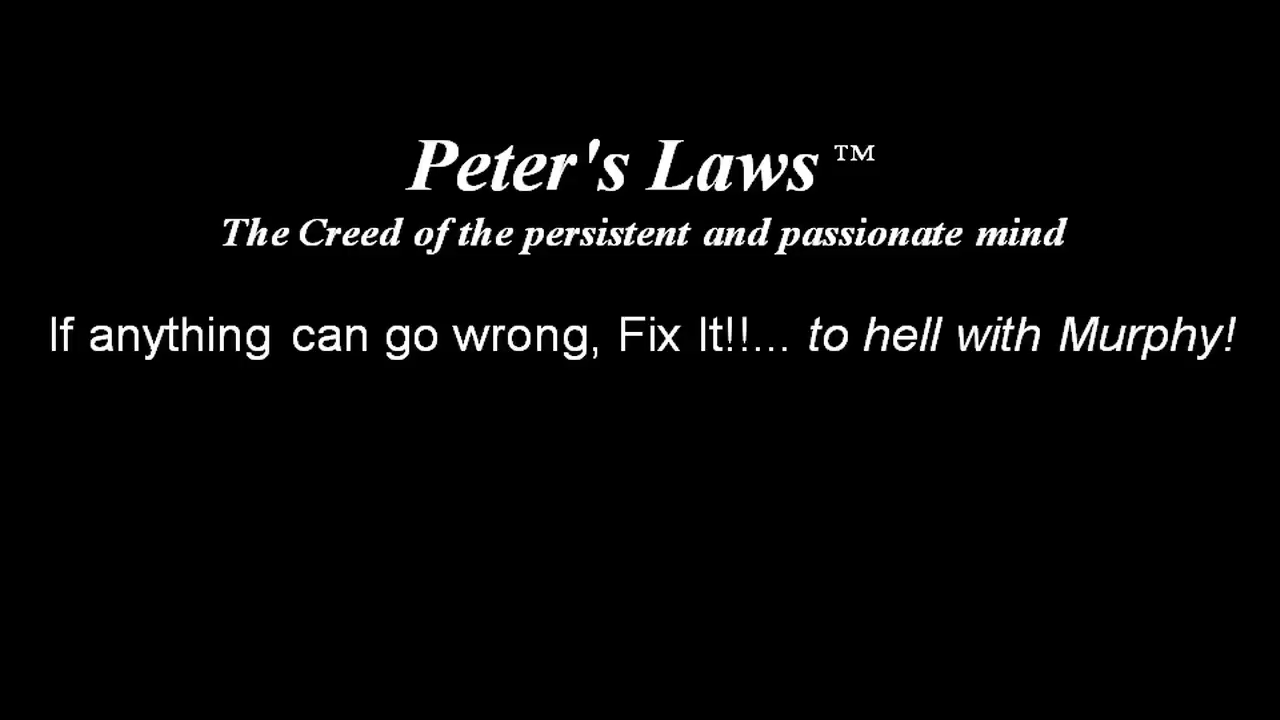 Peter's Laws ™
The Creed of the persistent and passionate mind
If anything can go wrong, Fix It!!... to hell with Murphy!